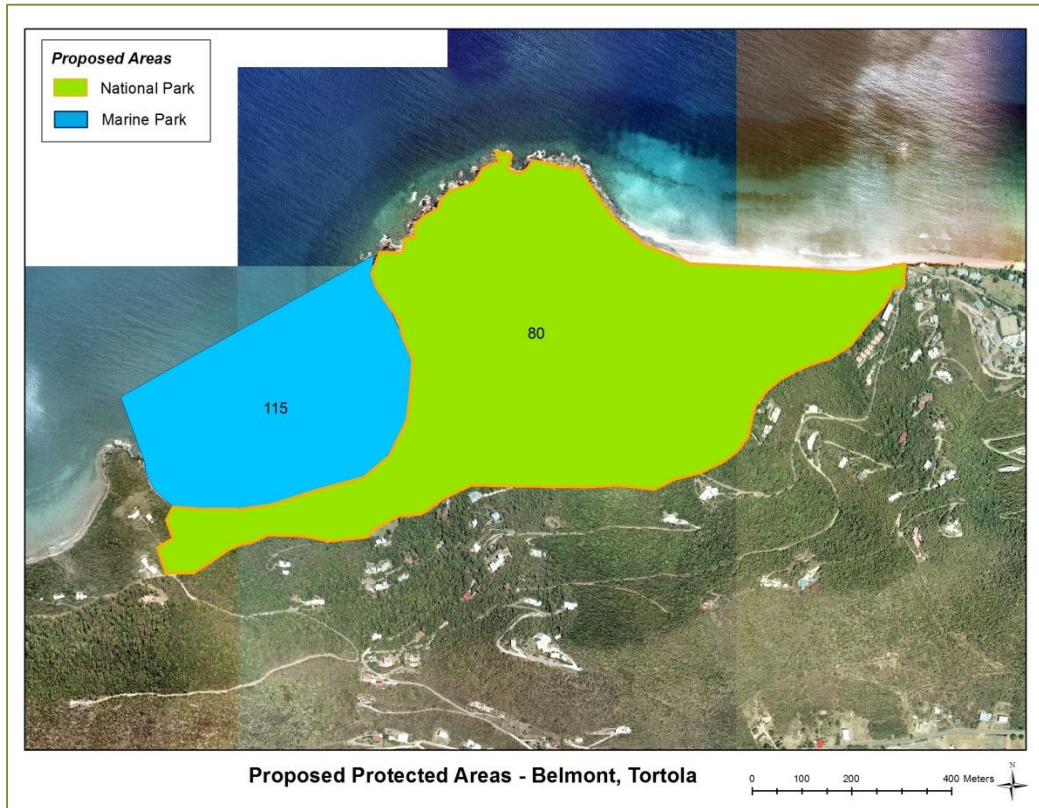 Proposed Areas
National Park
Marine Park
80
115
Proposed Protected Areas - Belmont, Tortola
0 100 200 400 Meters
N